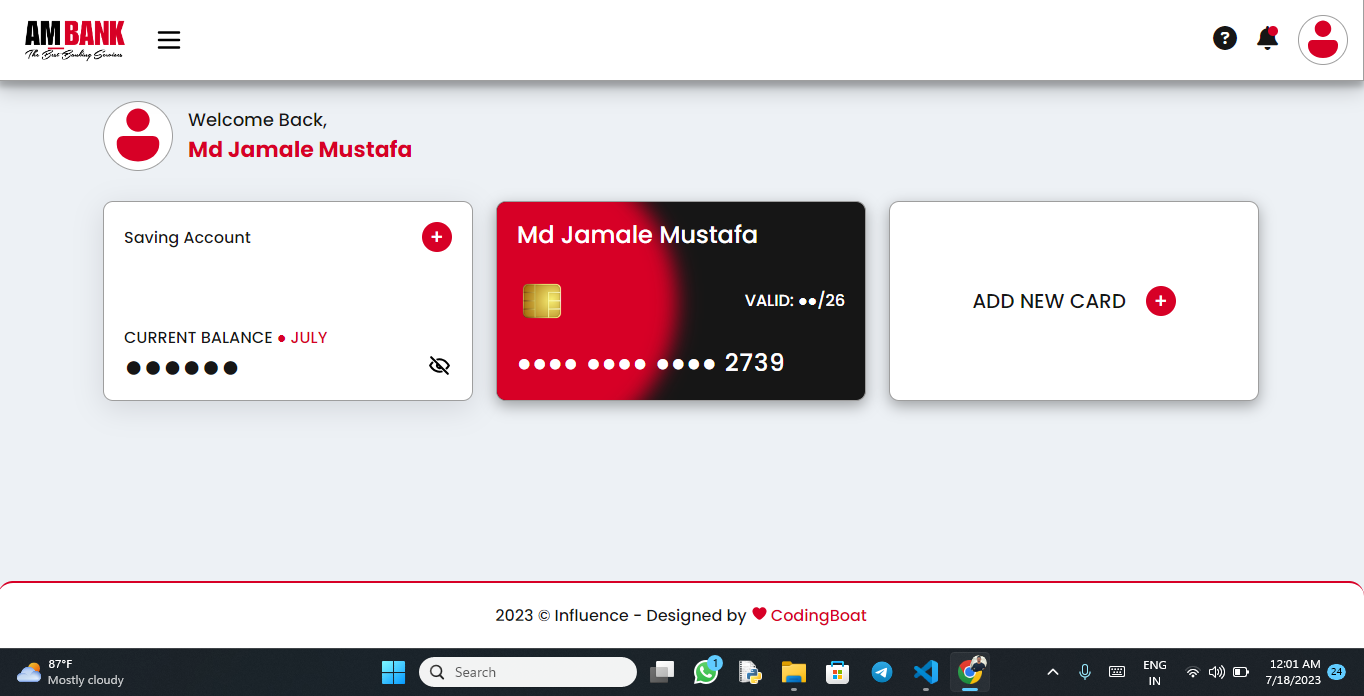 AM BANK
The Best Banking Services
Welcome Back,
Md Jamale Mustafa
Saving Account
CURRENT BALANCE ● JULY
●●●●●●
Md Jamale Mustafa
VALID: ●●/26
●●●● ●●●● ●●●● 2739
ADD NEW CARD
2023 © Influence - Designed by ❤ CodingBoat
87°F
Mostly cloudy
Search
1
ENG
IN
12:01 AM
7/18/2023
24